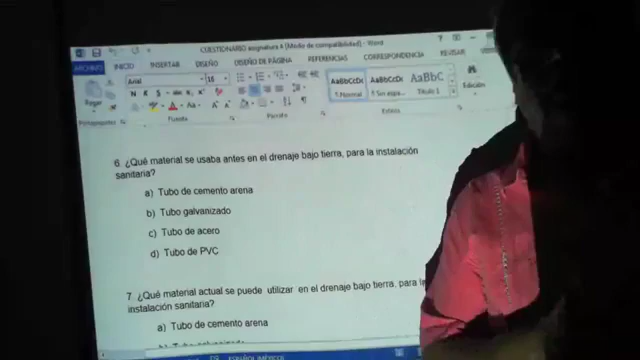 CUESTIONARIO asignatura 4 [Modo de compatibilidad] - Word
ARCHIVO INICIO INSERTAR DISEÑO DISEÑO DE PÁGINA REFERENCIAS CORRESPONDENCIA REVISAR
Arial 16
Pegar
N K S abc
AaBbCcDc AaBbCcDc AaBbC
¶ Normal ¶ Sin espa... Título 1
Edición
Portapapeles Fuente Párrafo Estilos
6. ¿Qué material se usaba antes en el drenaje bajo tierra, para la instalación
sanitaria?
a) Tubo de cemento arena
b) Tubo galvanizado
c) Tubo de acero
d) Tubo de PVC
7. ¿Qué material actual se puede utilizar en el drenaje bajo tierra, para la
instalación sanitaria?
a) Tubo de cemento arena
ESPAÑOL (MÉXICO)